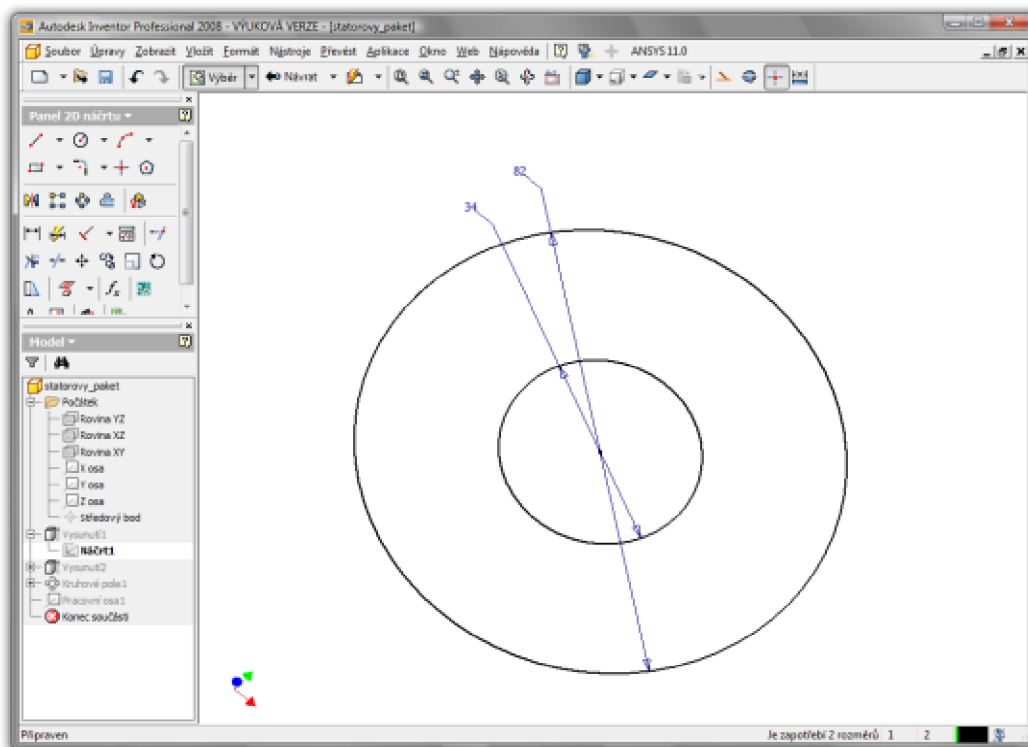 Autodesk Inventor Professional 2008 - VÝUKOVÁ VERZE - [statorovy_paket]
Soubor Úpravy Zobrazit Vložit Formát Nástroje Převést Aplikace Okno Web Nápověda ANSYS 11.0
Výběr Návrat
Panel 2D náčrtu
82
34
Model
statorovy_paket
Počátek
Rovina YZ
Rovina XZ
Rovina XY
X osa
Y osa
Z osa
Středový bod
Vysunutí1
Náčrt1
Vysunutí2
Kruhové pole1
Pracovní osa1
Konec součásti
Připraven Je zapotřebí 2 rozměrů 1 2